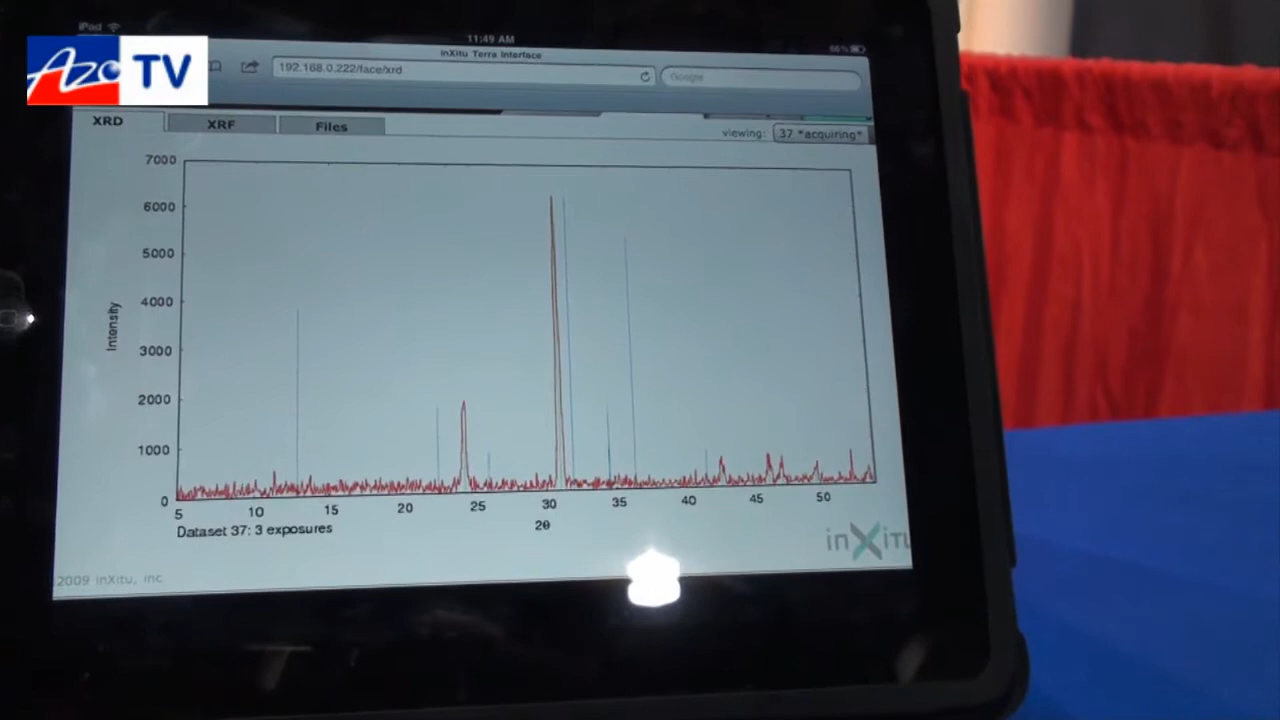 iPad
11:49 AM
66%
inXitu Terra Interface
AZO TV
192.168.0.222/face/xrd
Google
XRD
XRF
Files
viewing:
37 *acquiring*
7000
6000
5000
4000
3000
2000
1000
0
Intensity
5 10 15 20 25 30 35 40 45 50
2θ
Dataset 37: 3 exposures
inXitu
2009 inXitu, inc